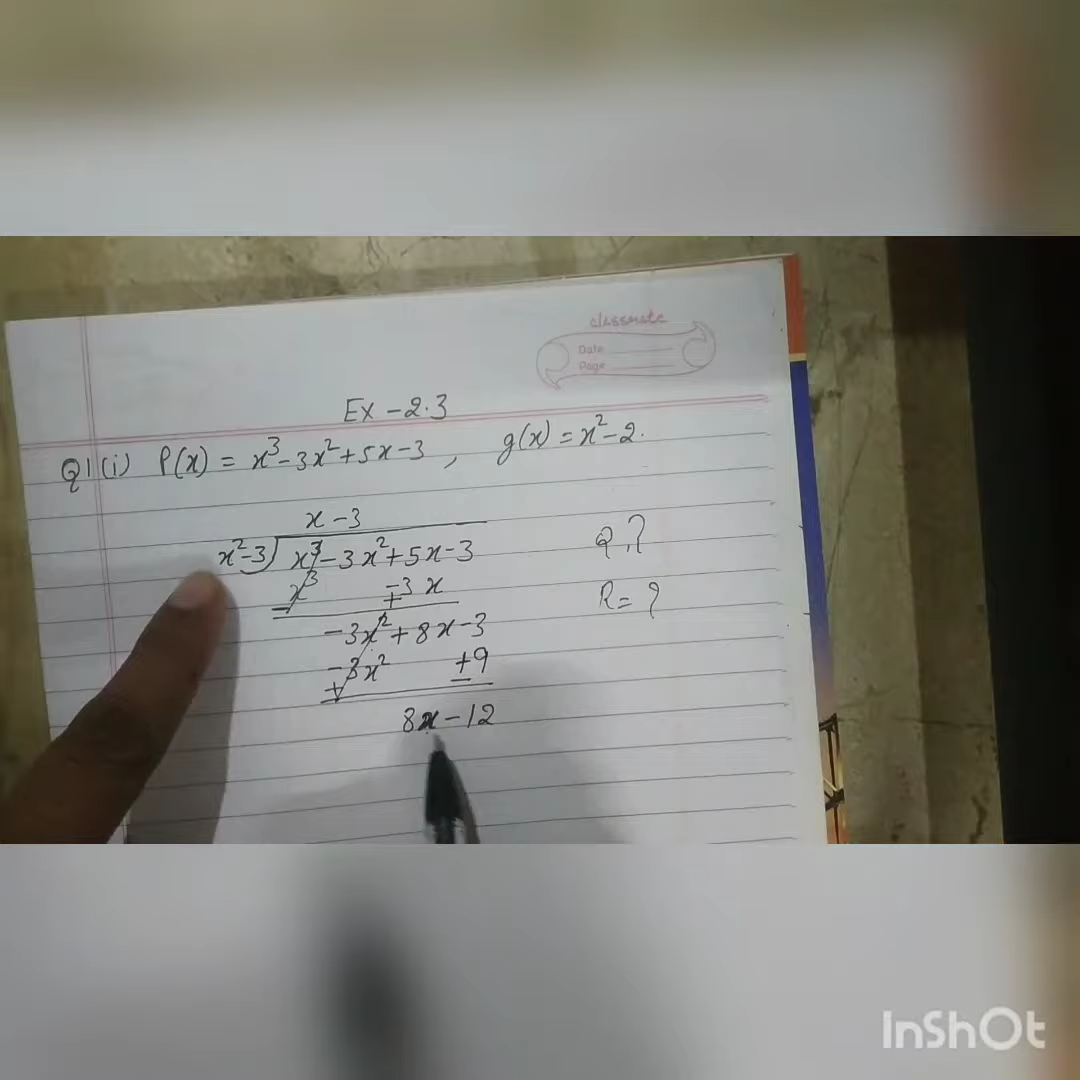 classmate
Date
Page
Ex - 2.3
Q1 (i) P(x) = x³ - 3x² + 5x - 3 , g(x) = x² - 2.
x - 3
x² - 3) x³ - 3x² + 5x - 3
Q, ?
x³ - 3x
- +
R = ?
- 3x² + 8x - 3
- 3x² + 9
+ -
8x - 12
InShOt